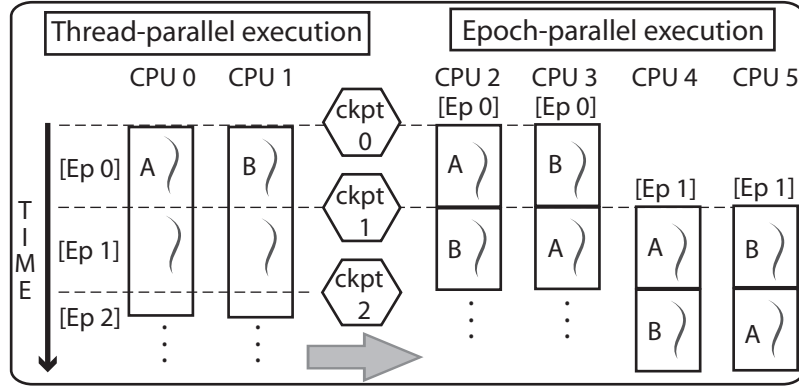 Thread-parallel execution
Epoch-parallel execution
CPU 0 CPU 1
CPU 2 CPU 3 CPU 4 CPU 5
[Ep 0] [Ep 0]
ckpt 0
[Ep 0] A B
A B
[Ep 1] [Ep 1]
ckpt 1
TIME
[Ep 1]
B A A B
ckpt 2
[Ep 2]
B A